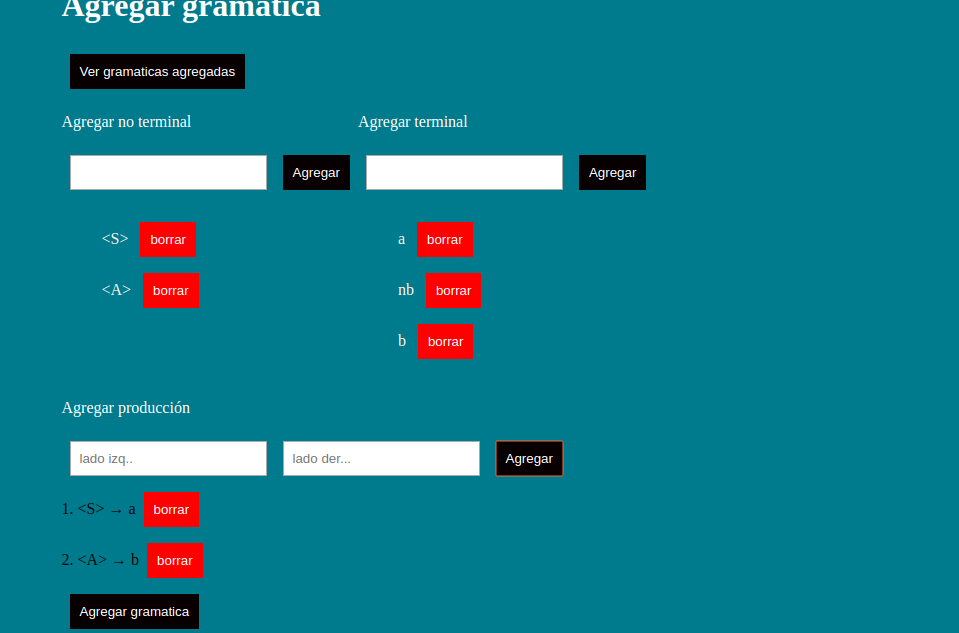 Agregar gramatica
Ver gramaticas agregadas
Agregar no terminal
Agregar terminal
Agregar
Agregar
<S> borrar
a borrar
<A> borrar
nb borrar
b borrar
Agregar producción
lado izq..
lado der...
Agregar
1. <S> → a borrar
2. <A> → b borrar
Agregar gramatica